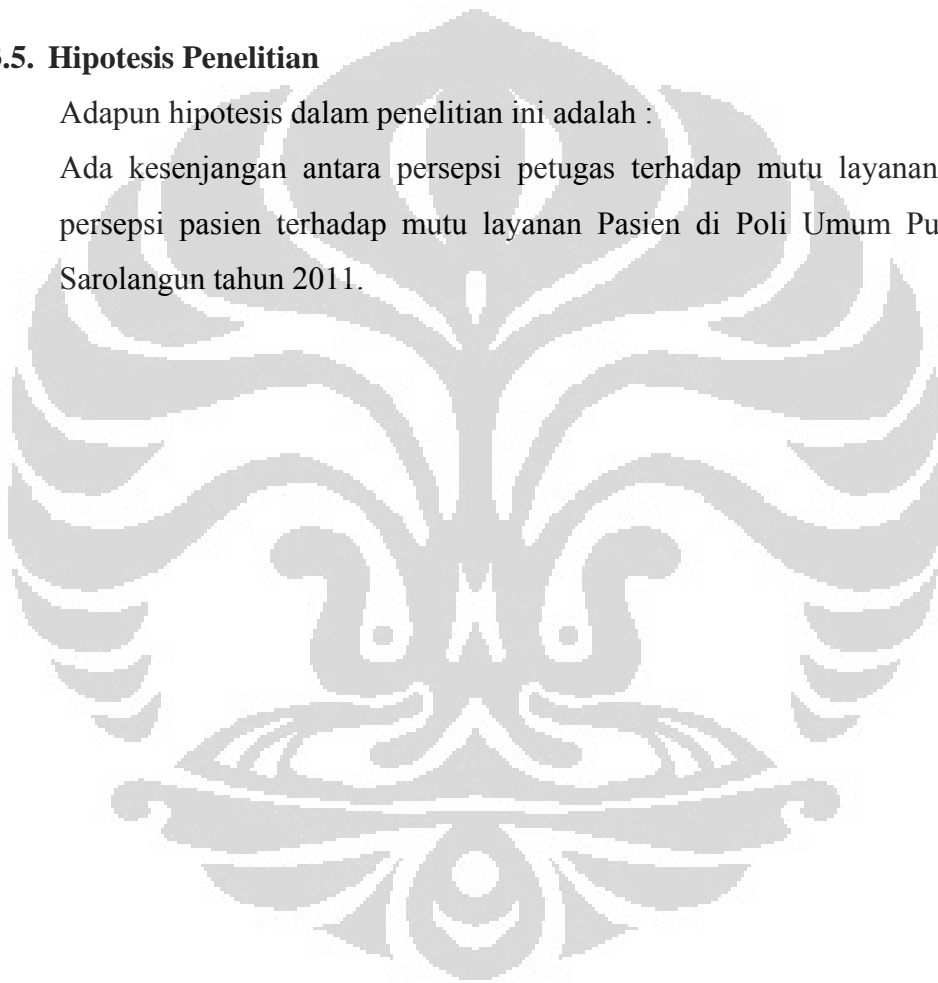 .5. Hipotesis Penelitian
Adapun hipotesis dalam penelitian ini adalah :
Ada kesenjangan antara persepsi petugas terhadap mutu layanan
persepsi pasien terhadap mutu layanan Pasien di Poli Umum Pu
Sarolangun tahun 2011.